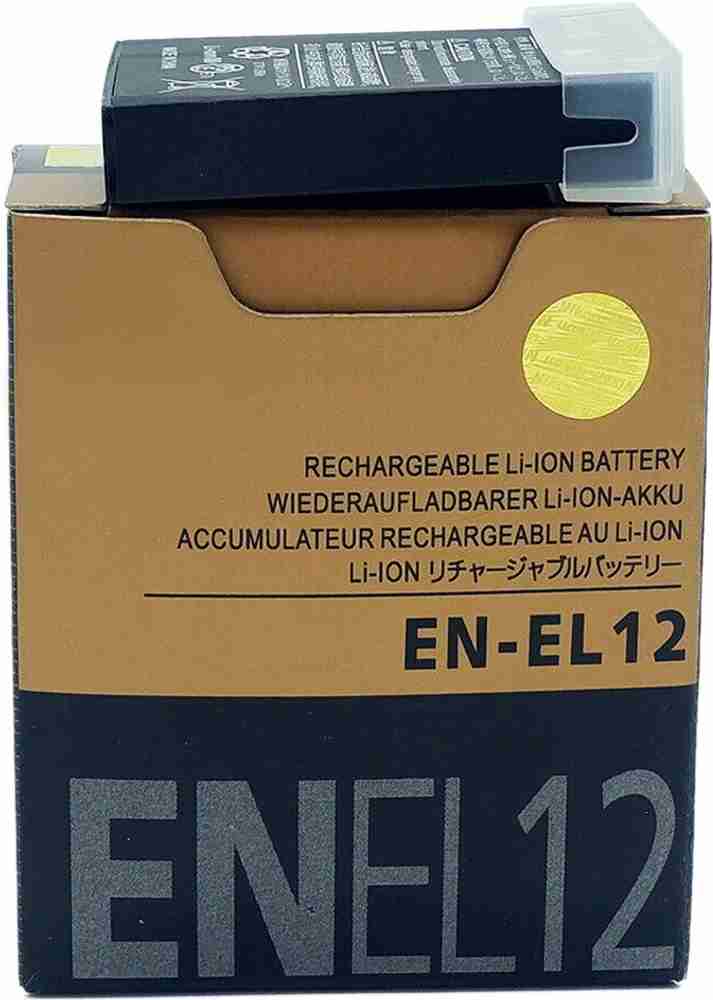 RECHARGEABLE Li-ION BATTERY
WIEDERAUFLADBARER Li-ION-AKKU
ACCUMULATEUR RECHARGEABLE AU Li-ION
Li-ION リチャージャブルバッテリー
EN-EL12
ENEL12